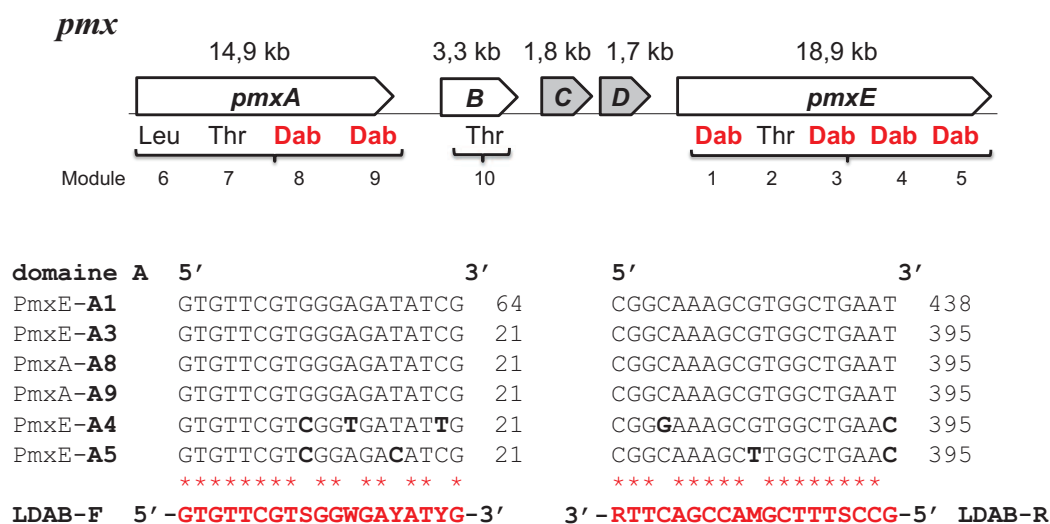 pmx
14,9 kb 3,3 kb 1,8 kb 1,7 kb 18,9 kb
pmxA B C D pmxE
Leu Thr Dab Dab Thr Dab Thr Dab Dab Dab
Module 6 7 8 9 10 1 2 3 4 5
domaine A 5′ 3′ 5′ 3′
PmxE-A1 GTGTTCGTGGGAGATATCG 64 CGGCAAAGCGTGGCTGAAT 438
PmxE-A3 GTGTTCGTGGGAGATATCG 21 CGGCAAAGCGTGGCTGAAT 395
PmxA-A8 GTGTTCGTGGGAGATATCG 21 CGGCAAAGCGTGGCTGAAT 395
PmxA-A9 GTGTTCGTGGGAGATATCG 21 CGGCAAAGCGTGGCTGAAT 395
PmxE-A4 GTGTTCGTCGGTGATATTG 21 CGGGAAAGCGTGGCTGAAC 395
PmxE-A5 GTGTTCGTCGGAGACATCG 21 CGGCAAAGCTTGGCTGAAC 395
******** ** ** ** * *** ***** ********
LDAB-F 5′-GTGTTCGTSGGWGAYATYG-3′ 3′-RTTCAGCCAMGCTTTSCCG-5′ LDAB-R